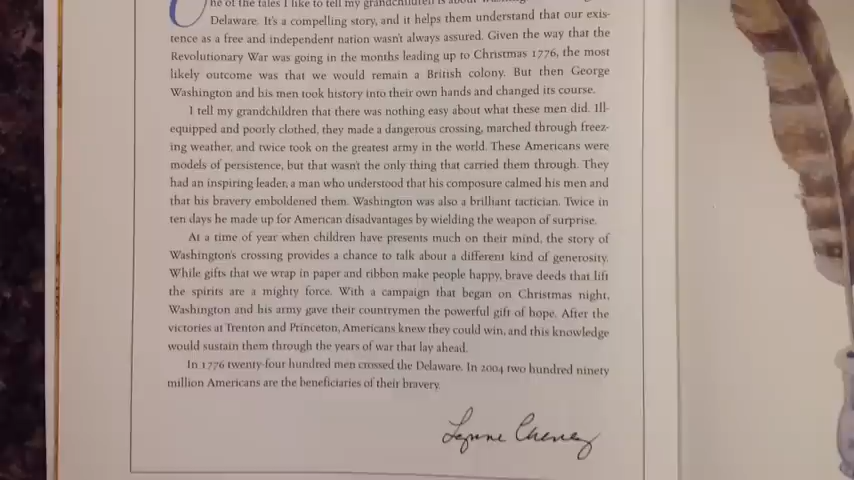 One of the tales I like to tell my grandchildren is about
Delaware. It's a compelling story, and it helps them understand that our exis-
tence as a free and independent nation wasn't always assured. Given the way that the
Revolutionary War was going in the months leading up to Christmas 1776, the most
likely outcome was that we would remain a British colony. But then George
Washington and his men took history into their own hands and changed its course.
I tell my grandchildren that there was nothing easy about what these men did. Ill-
equipped and poorly clothed, they made a dangerous crossing, marched through freez-
ing weather, and twice took on the greatest army in the world. These Americans were
models of persistence, but that wasn't the only thing that carried them through. They
had an inspiring leader, a man who understood that his composure calmed his men and
that his bravery emboldened them. Washington was also a brilliant tactician. Twice in
ten days he made up for American disadvantages by wielding the weapon of surprise.
At a time of year when children have presents much on their mind, the story of
Washington's crossing provides a chance to talk about a different kind of generosity.
While gifts that we wrap in paper and ribbon make people happy, brave deeds that lift
the spirits are a mighty force. With a campaign that began on Christmas night,
Washington and his army gave their countrymen the powerful gift of hope. After the
victories at Trenton and Princeton, Americans knew they could win, and this knowledge
would sustain them through the years of war that lay ahead.
In 1776 twenty-four hundred men crossed the Delaware. In 2004 two hundred ninety
million Americans are the beneficiaries of their bravery.
Lynne Cheney